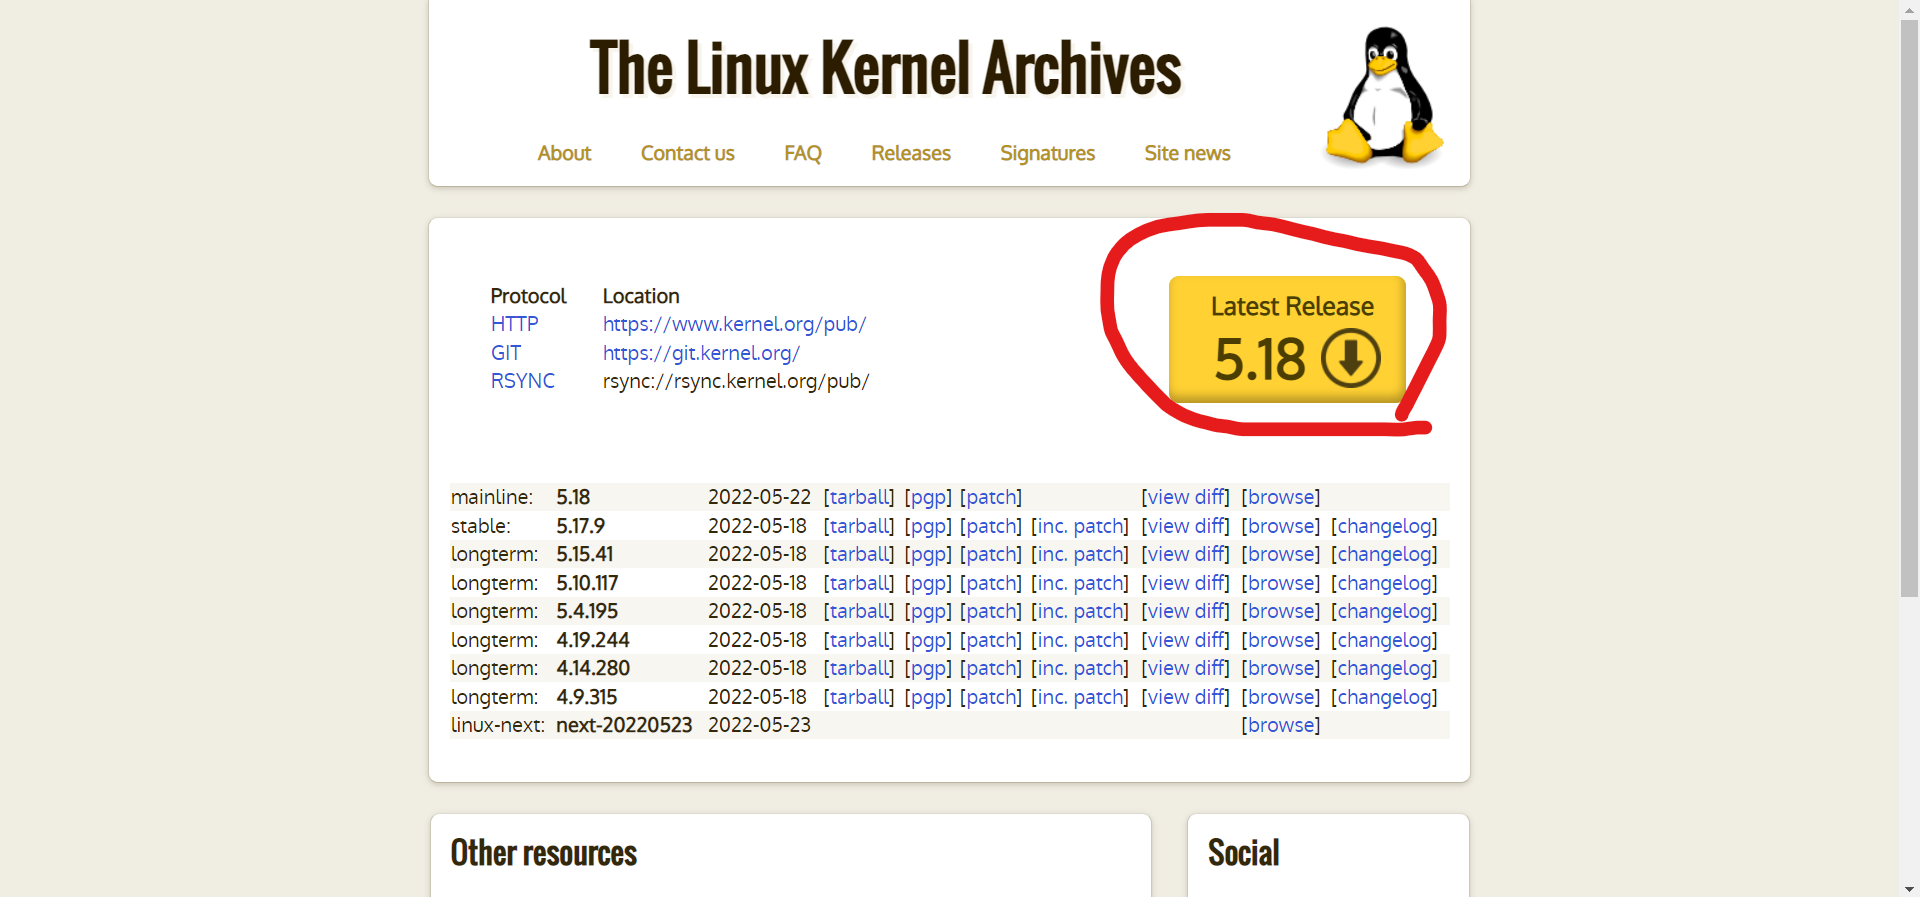 The Linux Kernel Archives
About Contact us FAQ Releases Signatures Site news
Protocol Location
HTTP https://www.kernel.org/pub/
GIT https://git.kernel.org/
RSYNC rsync://rsync.kernel.org/pub/
Latest Release
5.18
mainline: 5.18 2022-05-22 [tarball] [pgp] [patch] [view diff] [browse]
stable: 5.17.9 2022-05-18 [tarball] [pgp] [patch] [inc. patch] [view diff] [browse] [changelog]
longterm: 5.15.41 2022-05-18 [tarball] [pgp] [patch] [inc. patch] [view diff] [browse] [changelog]
longterm: 5.10.117 2022-05-18 [tarball] [pgp] [patch] [inc. patch] [view diff] [browse] [changelog]
longterm: 5.4.195 2022-05-18 [tarball] [pgp] [patch] [inc. patch] [view diff] [browse] [changelog]
longterm: 4.19.244 2022-05-18 [tarball] [pgp] [patch] [inc. patch] [view diff] [browse] [changelog]
longterm: 4.14.280 2022-05-18 [tarball] [pgp] [patch] [inc. patch] [view diff] [browse] [changelog]
longterm: 4.9.315 2022-05-18 [tarball] [pgp] [patch] [inc. patch] [view diff] [browse] [changelog]
linux-next: next-20220523 2022-05-23 [browse]
Other resources
Social